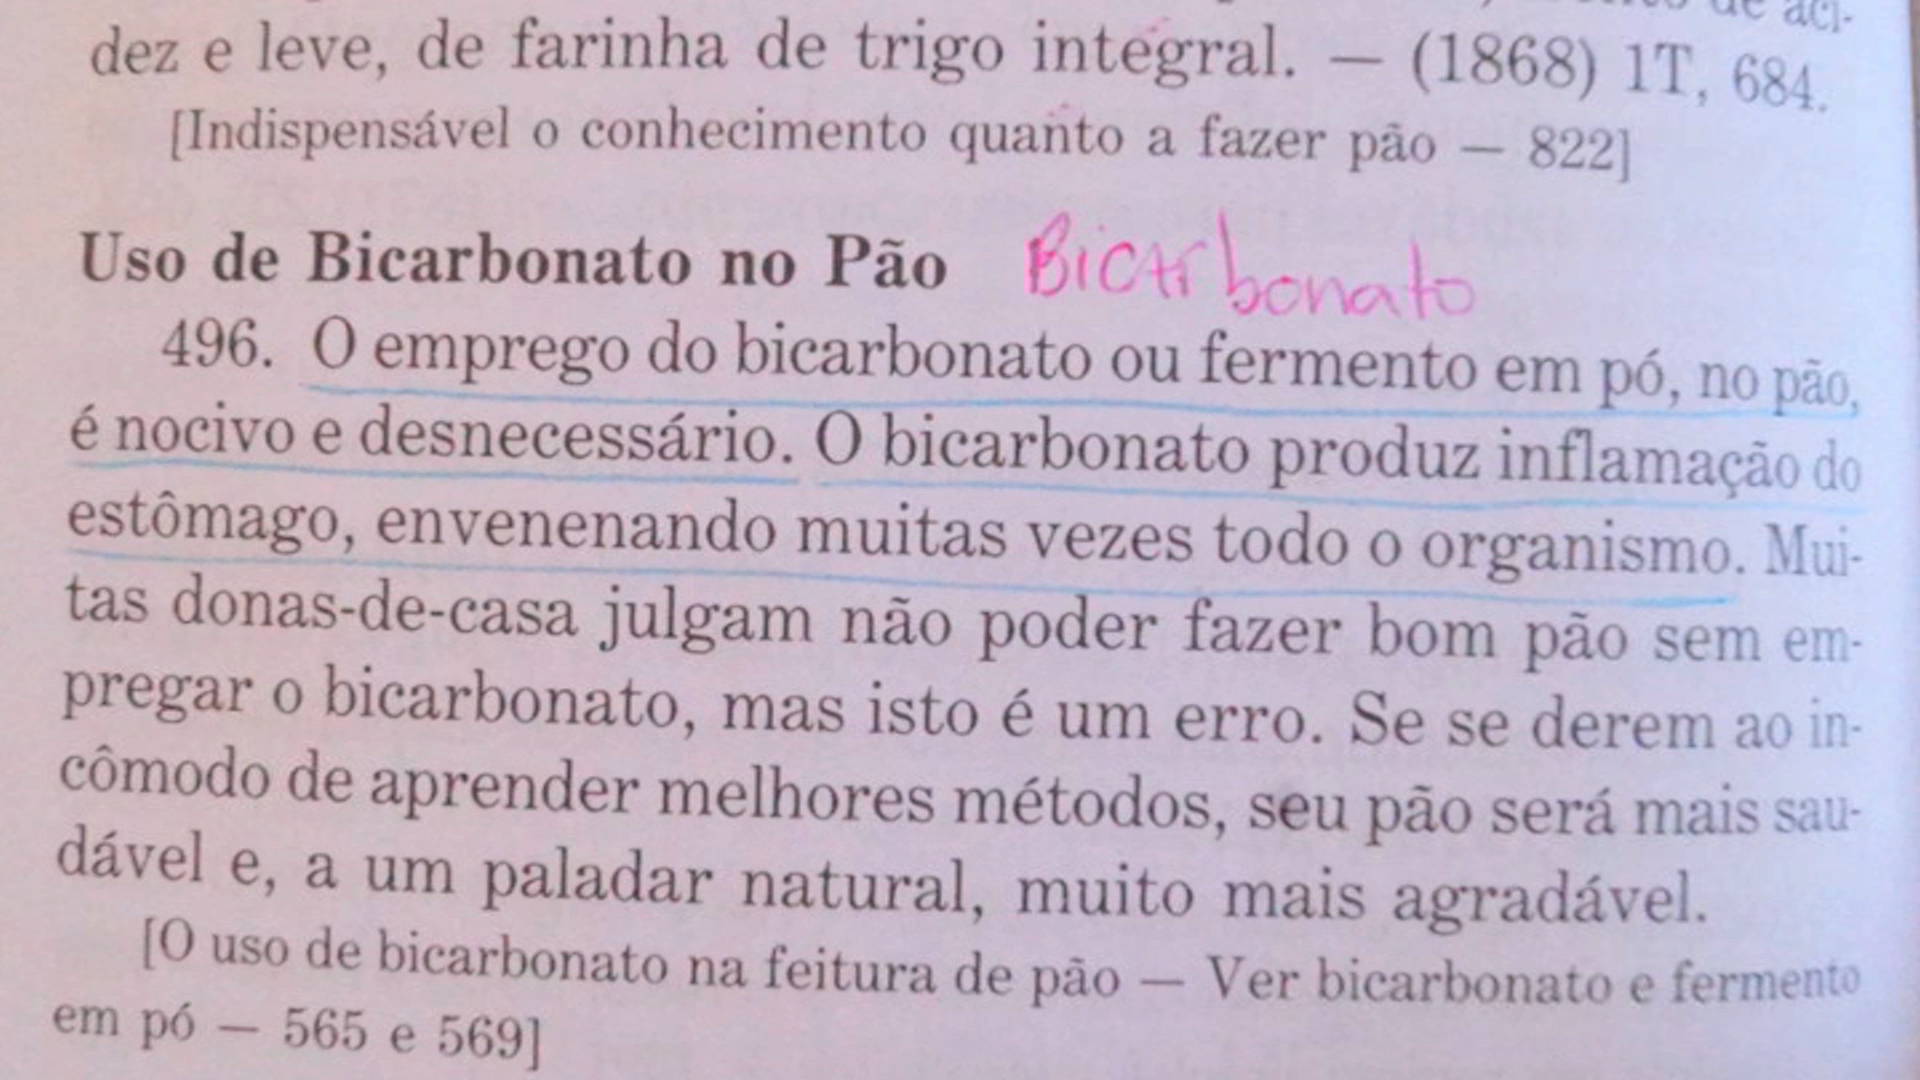 de aci-
dez e leve, de farinha de trigo integral. — (1868) 1T, 684.
[Indispensável o conhecimento quanto a fazer pão — 822]
Uso de Bicarbonato no Pão Bicarbonato
496. O emprego do bicarbonato ou fermento em pó, no pão,
é nocivo e desnecessário. O bicarbonato produz inflamação do
estômago, envenenando muitas vezes todo o organismo. Mui-
tas donas-de-casa julgam não poder fazer bom pão sem em-
pregar o bicarbonato, mas isto é um erro. Se se derem ao in-
cômodo de aprender melhores métodos, seu pão será mais sau-
dável e, a um paladar natural, muito mais agradável.
[O uso de bicarbonato na feitura de pão — Ver bicarbonato e fermento
em pó — 565 e 569]